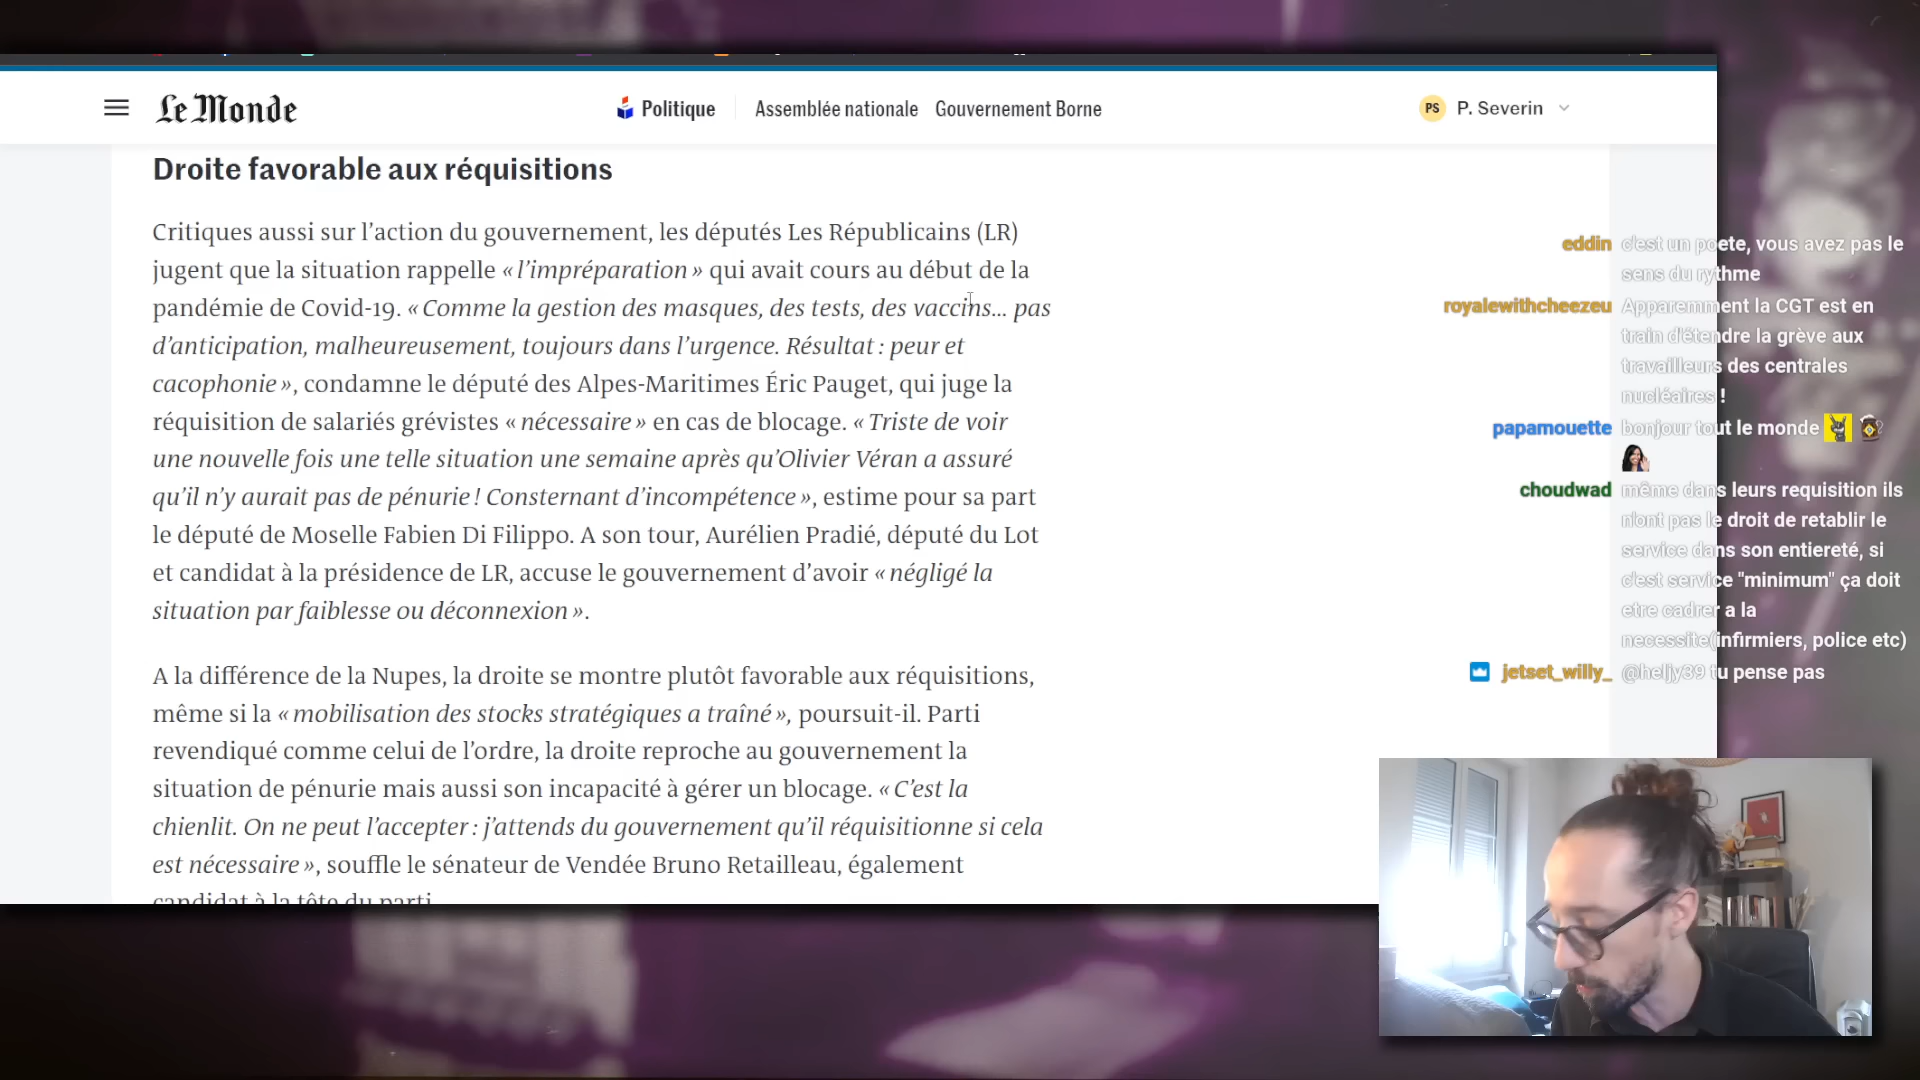 Le Monde
Politique
Assemblée nationale
Gouvernement Borne
PS
P. Severin
Droite favorable aux réquisitions
Critiques aussi sur l’action du gouvernement, les députés Les Républicains (LR)
jugent que la situation rappelle « l’impréparation » qui avait cours au début de la
pandémie de Covid-19. « Comme la gestion des masques, des tests, des vaccins… pas
d’anticipation, malheureusement, toujours dans l’urgence. Résultat : peur et
cacophonie », condamne le député des Alpes-Maritimes Éric Pauget, qui juge la
réquisition de salariés grévistes « nécessaire » en cas de blocage. « Triste de voir
une nouvelle fois une telle situation une semaine après qu’Olivier Véran a assuré
qu’il n’y aurait pas de pénurie ! Consternant d’incompétence », estime pour sa part
le député de Moselle Fabien Di Filippo. A son tour, Aurélien Pradié, député du Lot
et candidat à la présidence de LR, accuse le gouvernement d’avoir « négligé la
situation par faiblesse ou déconnexion ».
A la différence de la Nupes, la droite se montre plutôt favorable aux réquisitions,
même si la « mobilisation des stocks stratégiques a traîné », poursuit-il. Parti
revendiqué comme celui de l’ordre, la droite reproche au gouvernement la
situation de pénurie mais aussi son incapacité à gérer un blocage. « C’est la
chienlit. On ne peut l’accepter : j’attends du gouvernement qu’il réquisitionne si cela
est nécessaire », souffle le sénateur de Vendée Bruno Retailleau, également
candidat à la tête du parti.
eddin c'est un poete, vous avez pas le
sens du rythme
royalewithcheezeu Apparemment la CGT est en
train d'étendre la grève aux
travailleurs des centrales
nucléaires !
papamouette bonjour tout le monde
choudwad même dans leurs requisition ils
n'ont pas le droit de retablir le
service dans son entiereté, si
c'est service "minimum" ça doit
etre cadrer a la
necessite(infirmiers, police etc)
jetset_willy_ @heljy39 tu pense pas